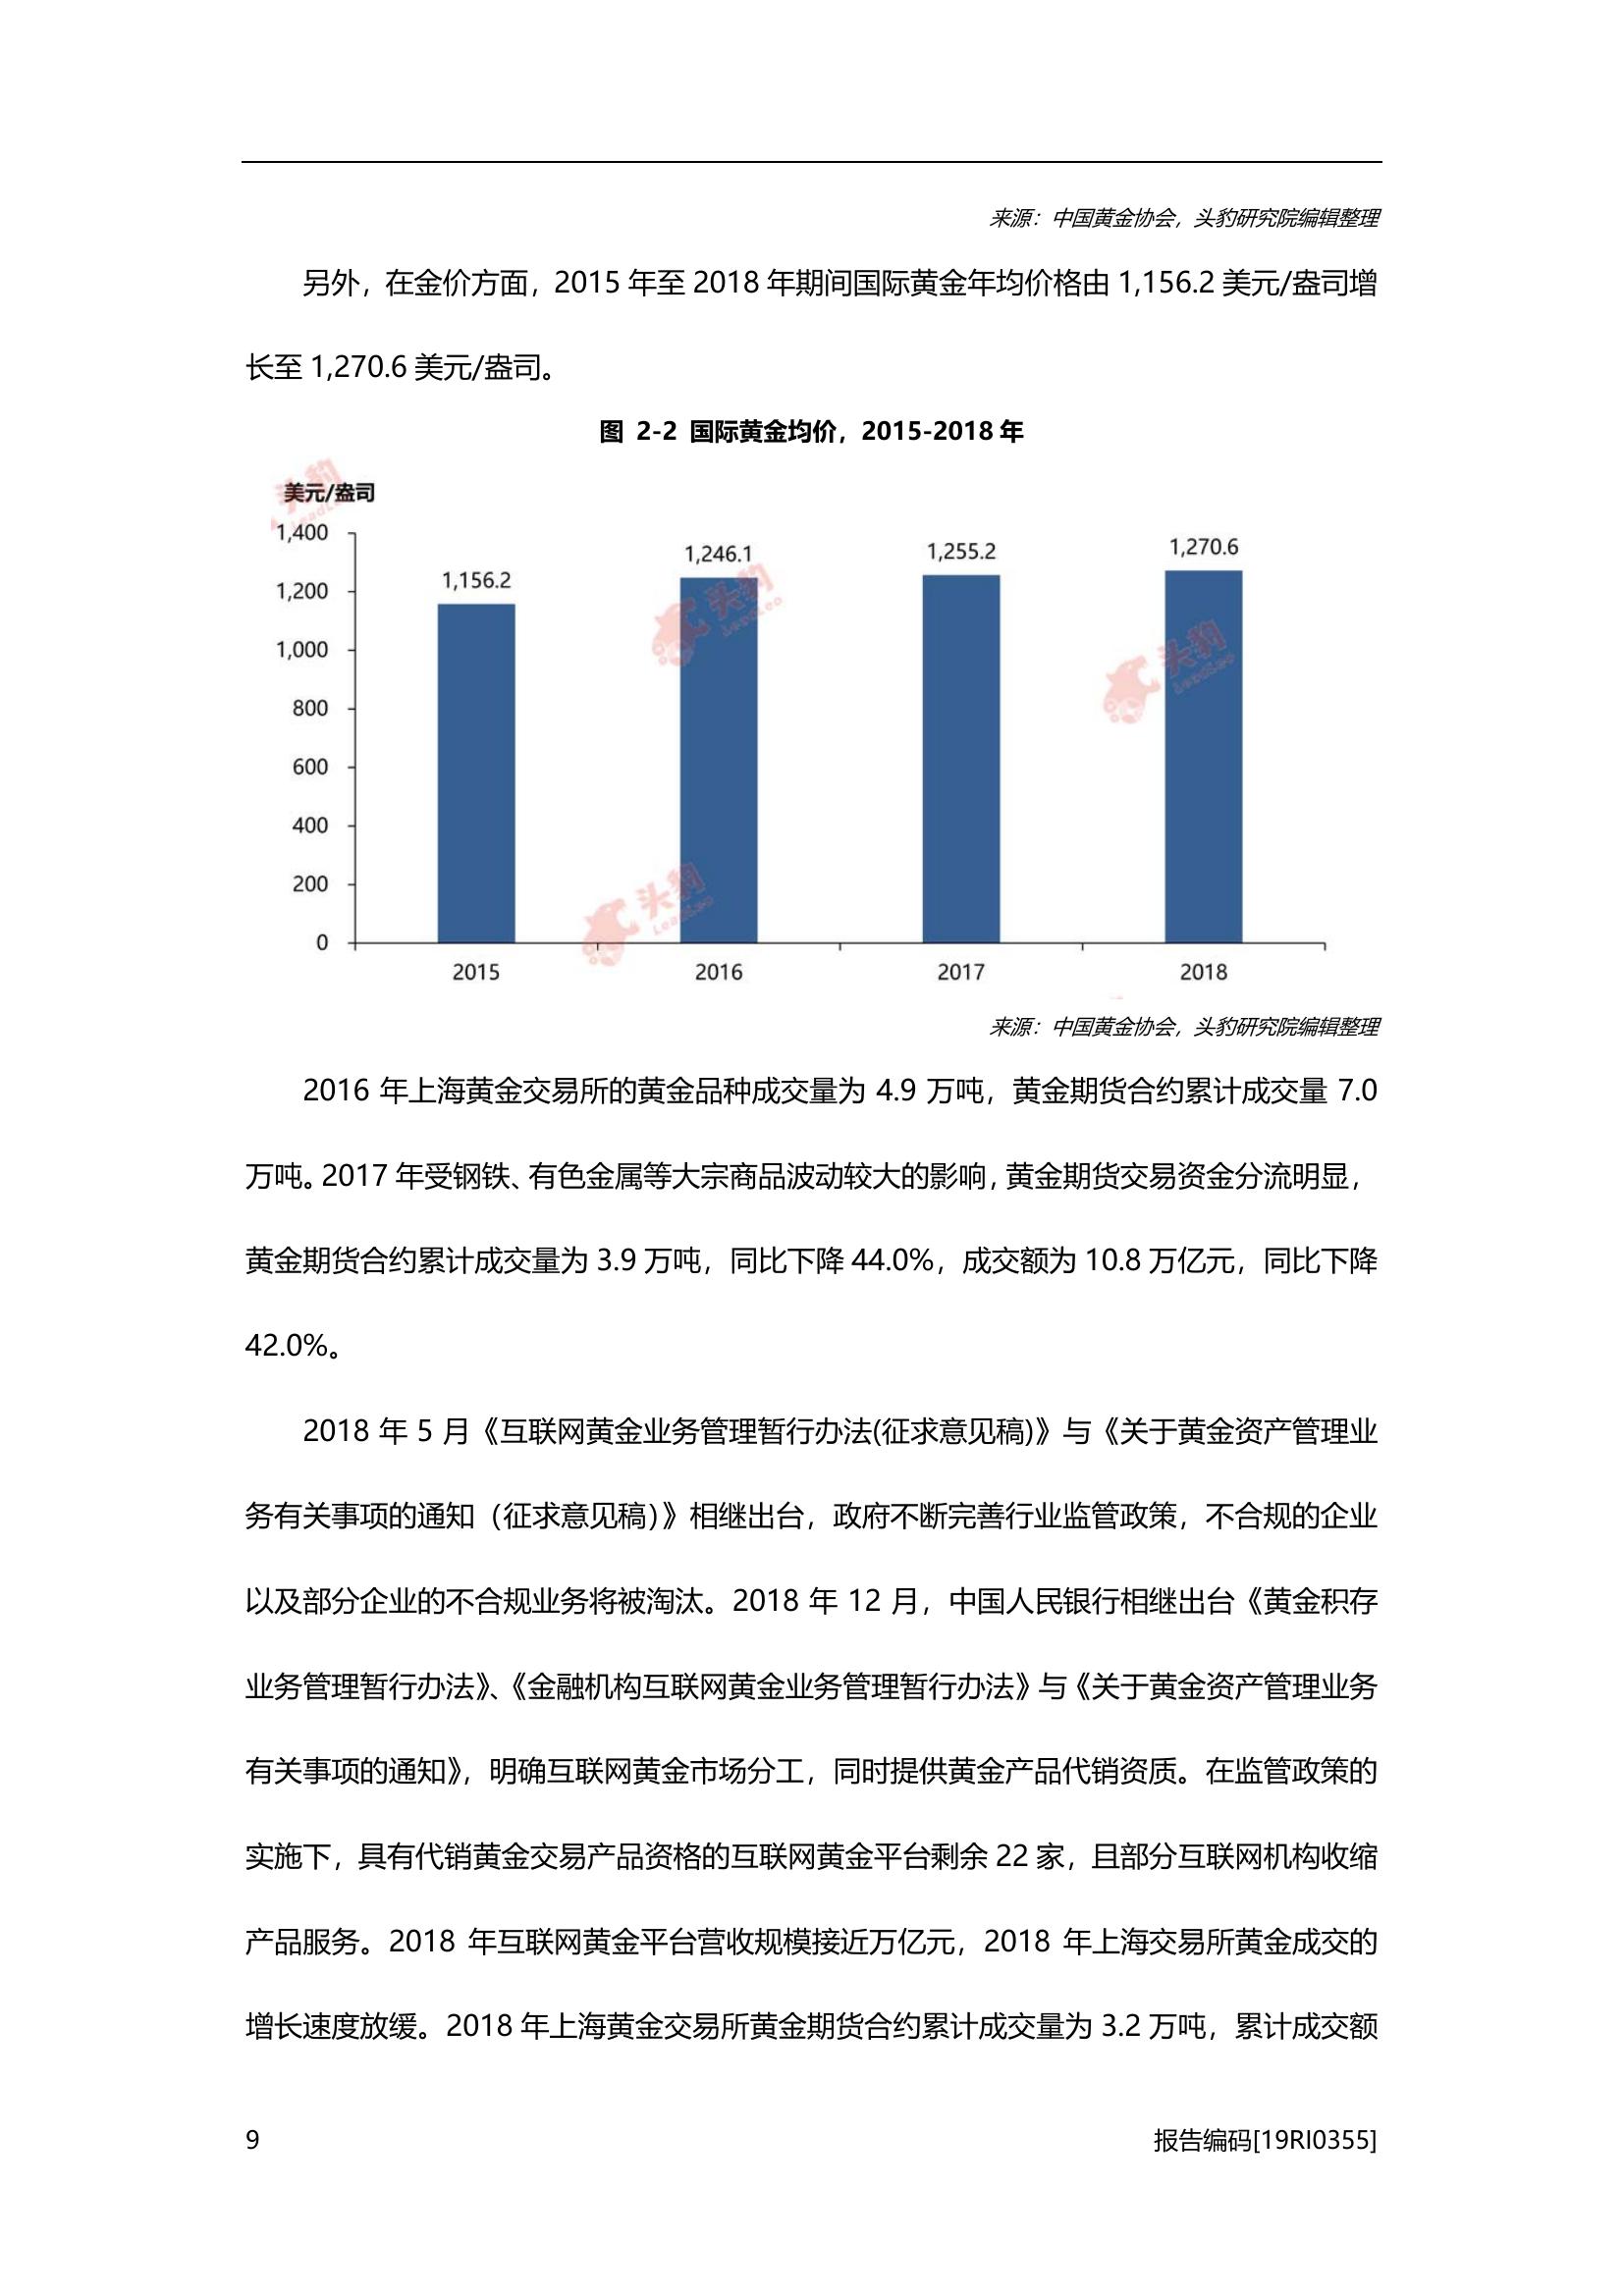 来源：中国黄金协会，头豹研究院编辑整理
另外，在金价方面，2015 年至 2018 年期间国际黄金年均价格由 1,156.2 美元/盎司增
长至 1,270.6 美元/盎司。
图 2-2 国际黄金均价，2015-2018 年
美元/盎司
1,400
1,200
1,000
800
600
400
200
0
1,156.2
1,246.1
1,255.2
1,270.6
2015
2016
2017
2018
头豹
LeadLeo
头豹
LeadLeo
头豹
LeadLeo
头豹
LeadLeo
来源：中国黄金协会，头豹研究院编辑整理
2016 年上海黄金交易所的黄金品种成交量为 4.9 万吨，黄金期货合约累计成交量 7.0
万吨。2017 年受钢铁、有色金属等大宗商品波动较大的影响，黄金期货交易资金分流明显，
黄金期货合约累计成交量为 3.9 万吨，同比下降 44.0%，成交额为 10.8 万亿元，同比下降
42.0%。
2018 年 5 月《互联网黄金业务管理暂行办法(征求意见稿)》与《关于黄金资产管理业
务有关事项的通知（征求意见稿）》相继出台，政府不断完善行业监管政策，不合规的企业
以及部分企业的不合规业务将被淘汰。2018 年 12 月，中国人民银行相继出台《黄金积存
业务管理暂行办法》、《金融机构互联网黄金业务管理暂行办法》与《关于黄金资产管理业务
有关事项的通知》，明确互联网黄金市场分工，同时提供黄金产品代销资质。在监管政策的
实施下，具有代销黄金交易产品资格的互联网黄金平台剩余 22 家，且部分互联网机构收缩
产品服务。2018 年互联网黄金平台营收规模接近万亿元，2018 年上海交易所黄金成交的
增长速度放缓。2018 年上海黄金交易所黄金期货合约累计成交量为 3.2 万吨，累计成交额
9
报告编码[19RI0355]